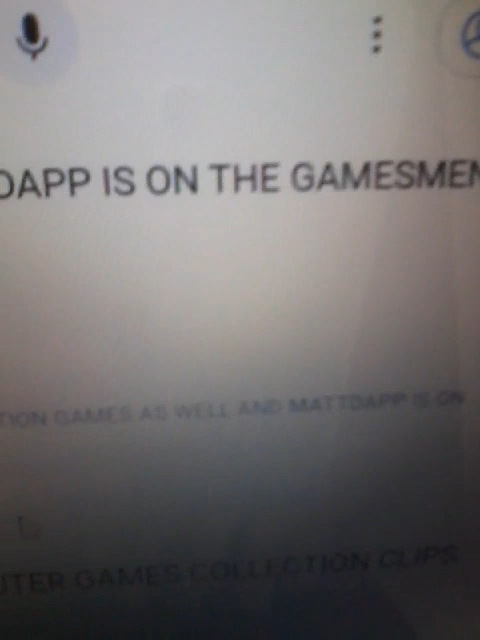 DAPP IS ON THE GAMESMEN
TION GAMES AS WELL AND MATTDAPP IS ON
UTER GAMES COLLECTION CLIPS